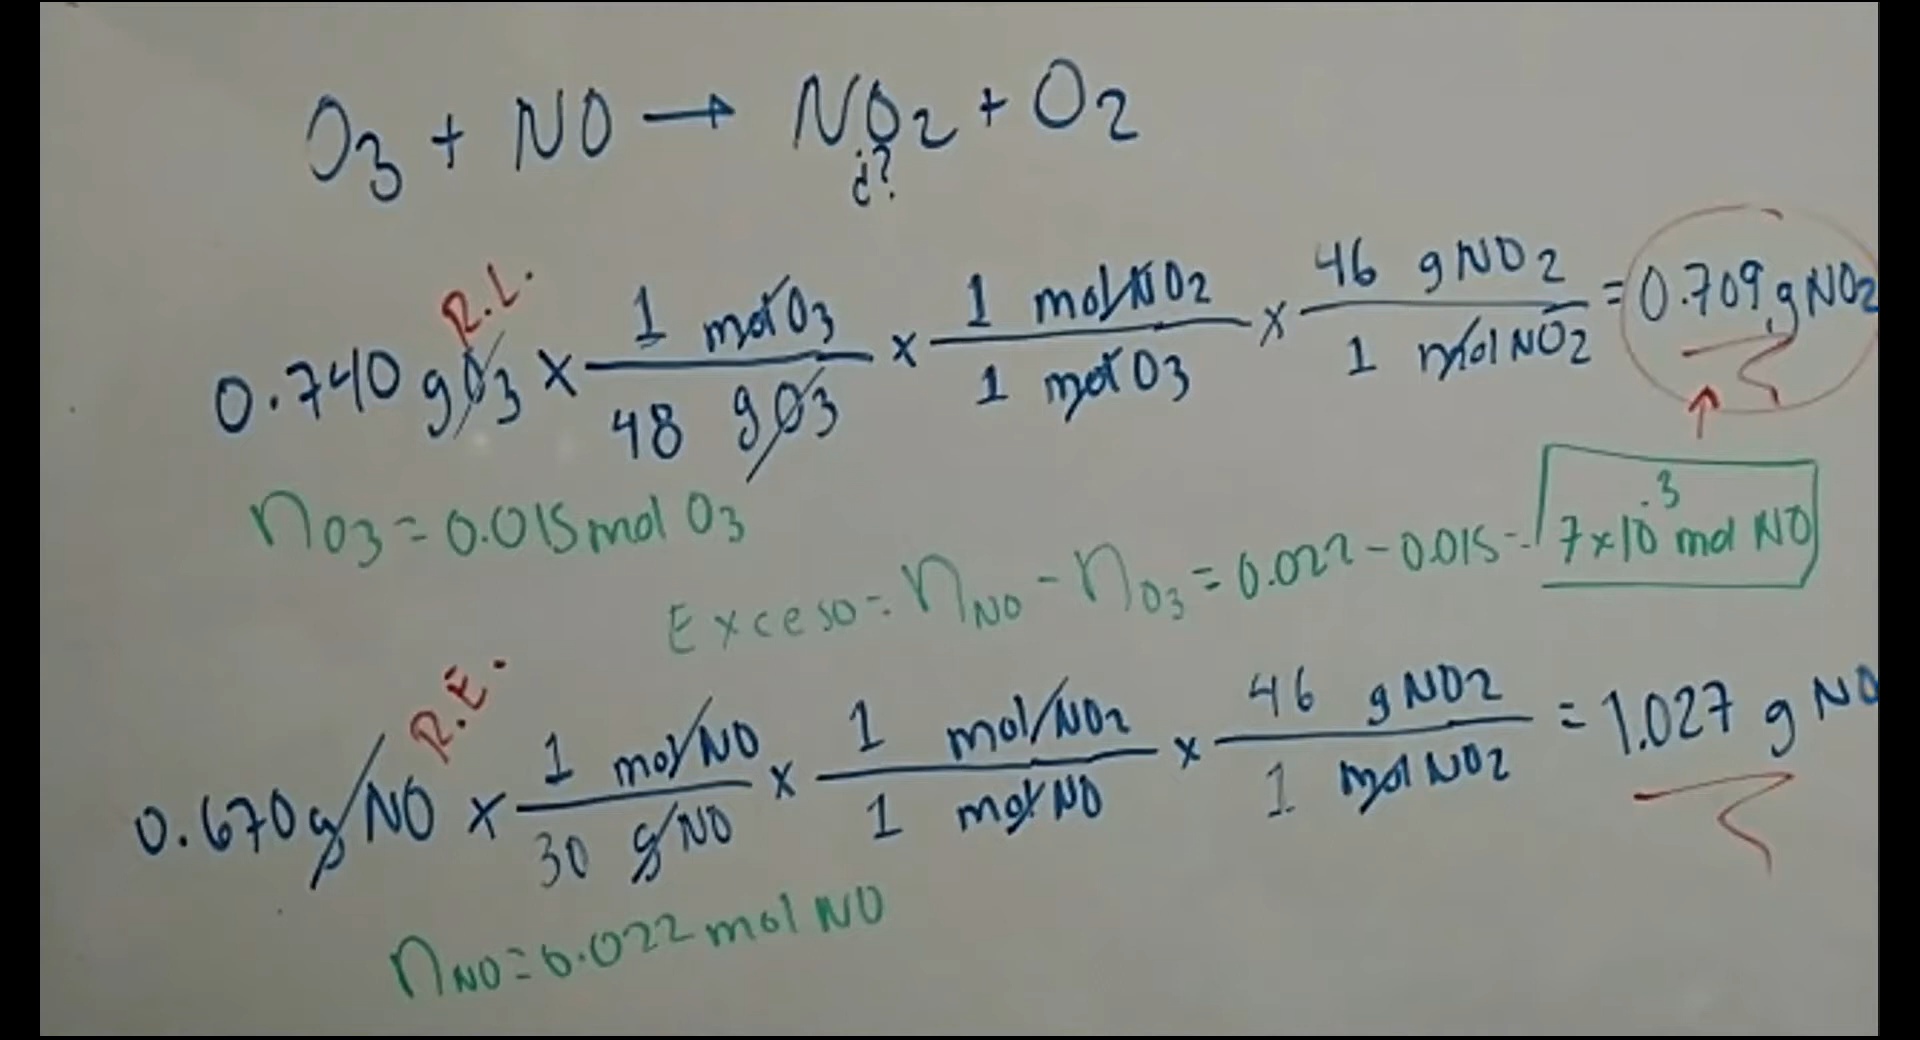 O3 + NO → NO2 + O2
¿?
R.L.
0.740 gO3 x 1 mol O3 / 48 gO3 x 1 mol NO2 / 1 mol O3 x 46 gNO2 / 1 mol NO2 = 0.709 g NO2
nO3 = 0.015 mol O3
Exceso = nNO - nO3 = 0.022 - 0.015 = 7x10⁻³ mol NO
R.E.
0.670 g NO x 1 mol NO / 30 g NO x 1 mol NO2 / 1 mol NO x 46 g NO2 / 1 mol NO2 = 1.027 g NO
nNO = 0.022 mol NO